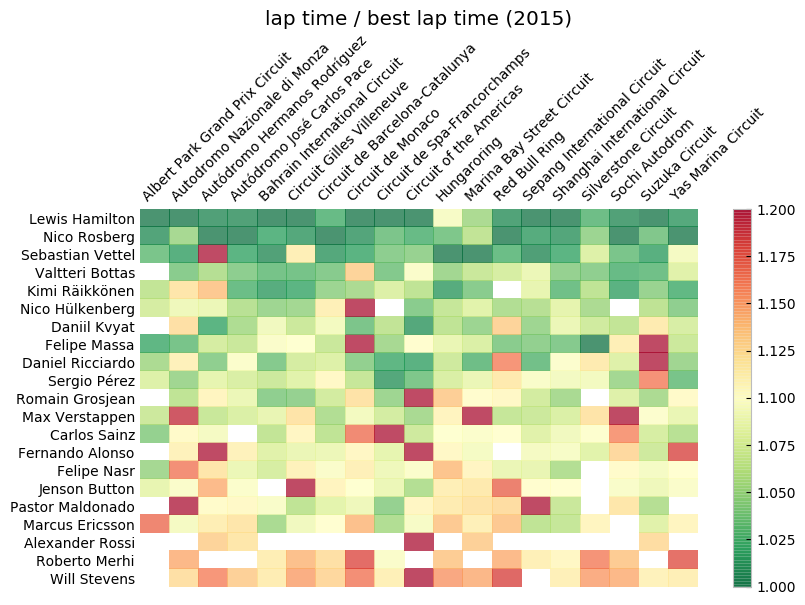 lap time / best lap time (2015)
Albert Park Grand Prix Circuit
Autodromo Nazionale di Monza
Autódromo Hermanos Rodríguez
Autódromo José Carlos Pace
Bahrain International Circuit
Circuit Gilles Villeneuve
Circuit de Barcelona-Catalunya
Circuit de Monaco
Circuit de Spa-Francorchamps
Circuit of the Americas
Hungaroring
Marina Bay Street Circuit
Red Bull Ring
Sepang International Circuit
Shanghai International Circuit
Silverstone Circuit
Sochi Autodrom
Suzuka Circuit
Yas Marina Circuit
Lewis Hamilton
Nico Rosberg
Sebastian Vettel
Valtteri Bottas
Kimi Räikkönen
Nico Hülkenberg
Daniil Kvyat
Felipe Massa
Daniel Ricciardo
Sergio Pérez
Romain Grosjean
Max Verstappen
Carlos Sainz
Fernando Alonso
Felipe Nasr
Jenson Button
Pastor Maldonado
Marcus Ericsson
Alexander Rossi
Roberto Merhi
Will Stevens
1.200
1.175
1.150
1.125
1.100
1.075
1.050
1.025
1.000